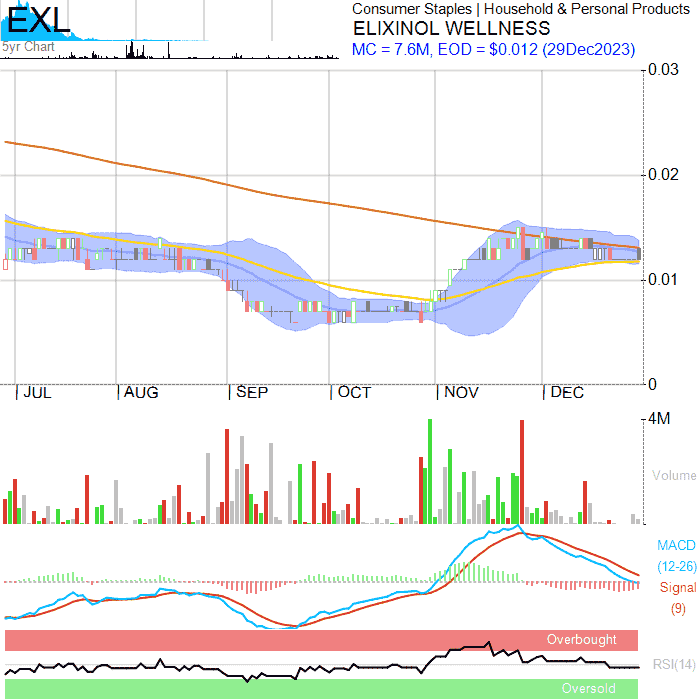 EXL
Consumer Staples | Household & Personal Products
ELIXINOL WELLNESS
MC = 7.6M, EOD = $0.012 (29Dec2023)
5yr Chart
0.03
0.02
0.01
0
JUL AUG SEP OCT NOV DEC
4M
Volume
MACD
(12-26)
Signal
(9)
Overbought
RSI(14)
Oversold